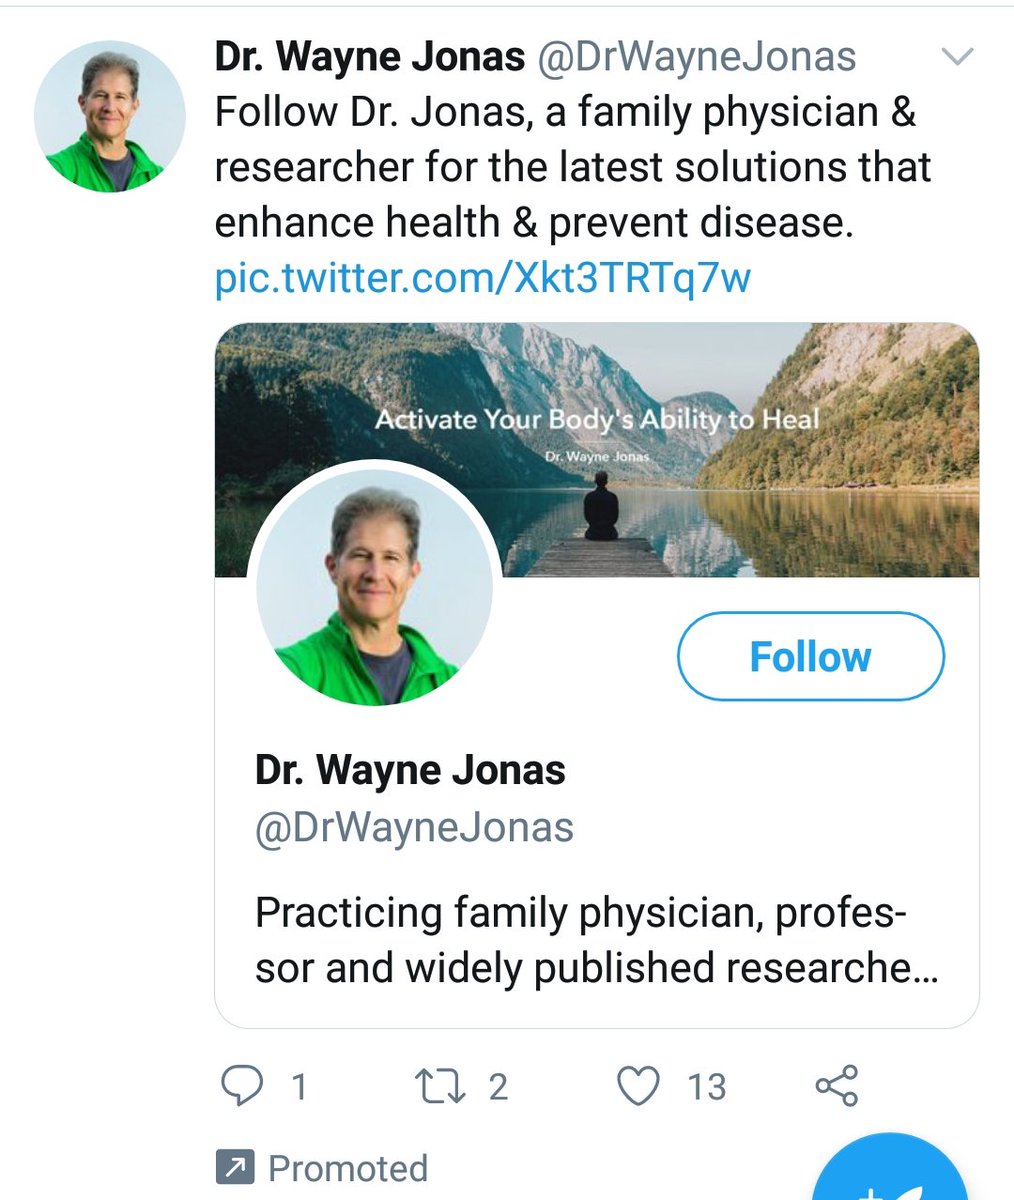 Dr. Wayne Jonas @DrWayneJonas
Follow Dr. Jonas, a family physician &
researcher for the latest solutions that
enhance health & prevent disease.
pic.twitter.com/Xkt3TRTq7w
Activate Your Body's Ability to Heal
Dr. Wayne Jonas
Follow
Dr. Wayne Jonas
@DrWayneJonas
Practicing family physician, profes-
sor and widely published researche…
1 2 13
Promoted